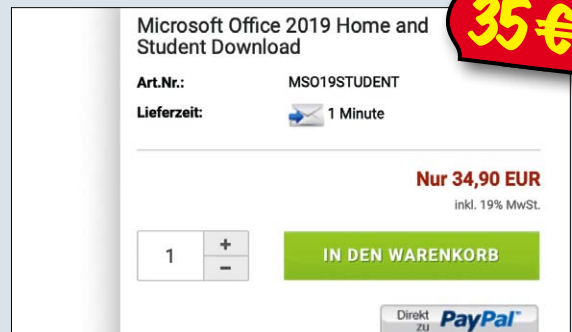 Microsoft Office 2019 Home and
Student Download
35 €
Art.Nr.: MSO19STUDENT
Lieferzeit: 1 Minute
Nur 34,90 EUR
inkl. 19% MwSt.
1 + −
IN DEN WARENKORB
Direkt zu PayPal™